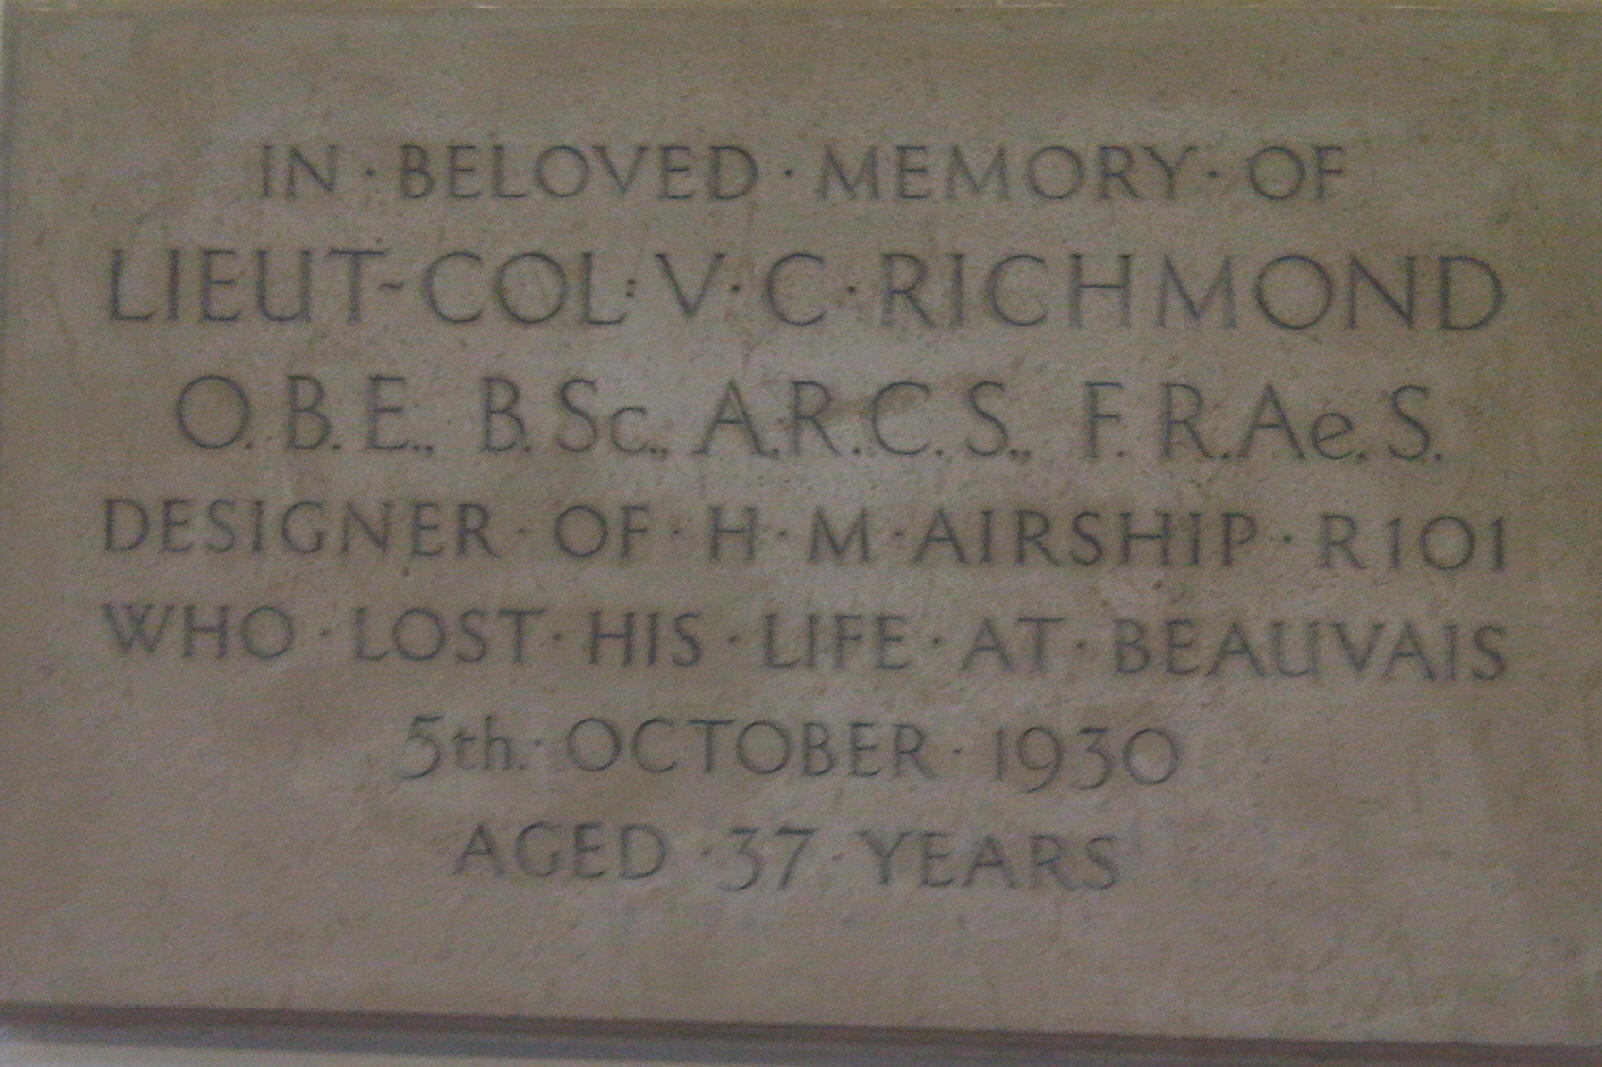 IN · BELOVED · MEMORY · OF
LIEUT-COL: V · C · RICHMOND
O.B.E., B.Sc., A.R.C.S., F.R.Ae.S.
DESIGNER · OF · H · M · AIRSHIP · R101
WHO · LOST · HIS · LIFE · AT · BEAUVAIS
5th. · OCTOBER · 1930
AGED · 37 · YEARS